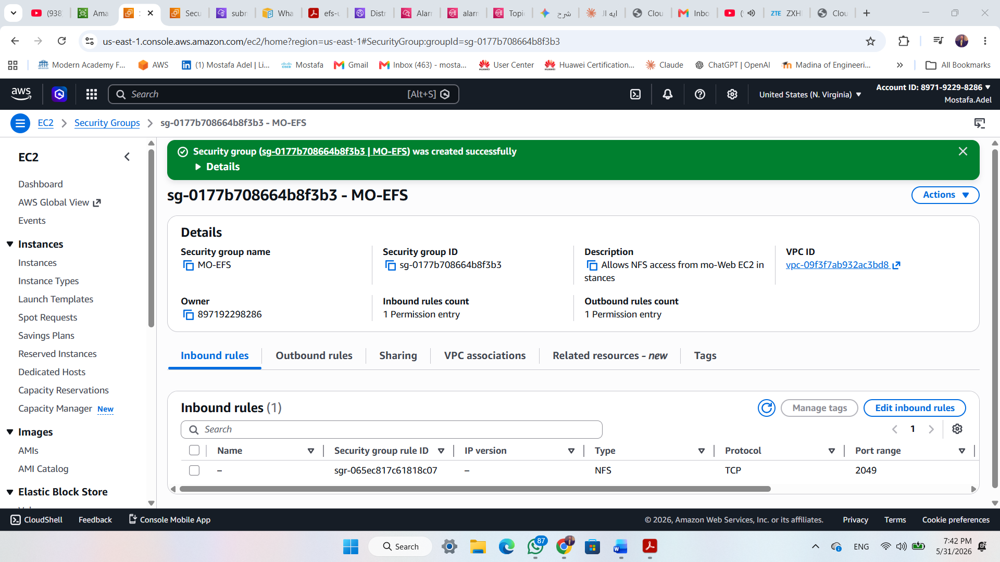 (938
Ama
Secu
subn
Wha
efs-u
Distr
Alarr
alarn
Topi
شرح
ايه ال
Clou
Inbo
(
ZTE ZXHI
Clou
us-east-1.console.aws.amazon.com/ec2/home?region=us-east-1#SecurityGroup:groupId=sg-0177b708664b8f3b3
Modern Academy F...
AWS
(1) Mostafa Adel | Li...
Mostafa
Gmail
Inbox (463) - mosta...
User Center
Huawei Certification...
Claude
ChatGPT | OpenAI
Madina of Engineeri...
All Bookmarks
aws
Search
[Alt+S]
United States (N. Virginia)
Account ID: 8971-9229-8286
Mostafa.Adel
EC2
Security Groups
sg-0177b708664b8f3b3 - MO-EFS
EC2
Dashboard
AWS Global View
Events
Instances
Instances
Instance Types
Launch Templates
Spot Requests
Savings Plans
Reserved Instances
Dedicated Hosts
Capacity Reservations
Capacity Manager New
Images
AMIs
AMI Catalog
Elastic Block Store
Security group (sg-0177b708664b8f3b3 | MO-EFS) was created successfully
Details
sg-0177b708664b8f3b3 - MO-EFS
Actions
Details
Security group name
MO-EFS
Security group ID
sg-0177b708664b8f3b3
Description
Allows NFS access from mo-Web EC2 in
stances
VPC ID
vpc-09f3f7ab932ac3bd8
Owner
897192298286
Inbound rules count
1 Permission entry
Outbound rules count
1 Permission entry
Inbound rules
Outbound rules
Sharing
VPC associations
Related resources - new
Tags
Inbound rules (1)
Manage tags
Edit inbound rules
Search
1
Name
Security group rule ID
IP version
Type
Protocol
Port range
–
sgr-065ec817c61818c07
–
NFS
TCP
2049
CloudShell
Feedback
Console Mobile App
© 2026, Amazon Web Services, Inc. or its affiliates.
Privacy
Terms
Cookie preferences
Search
87
ENG
7:42 PM
5/31/2026